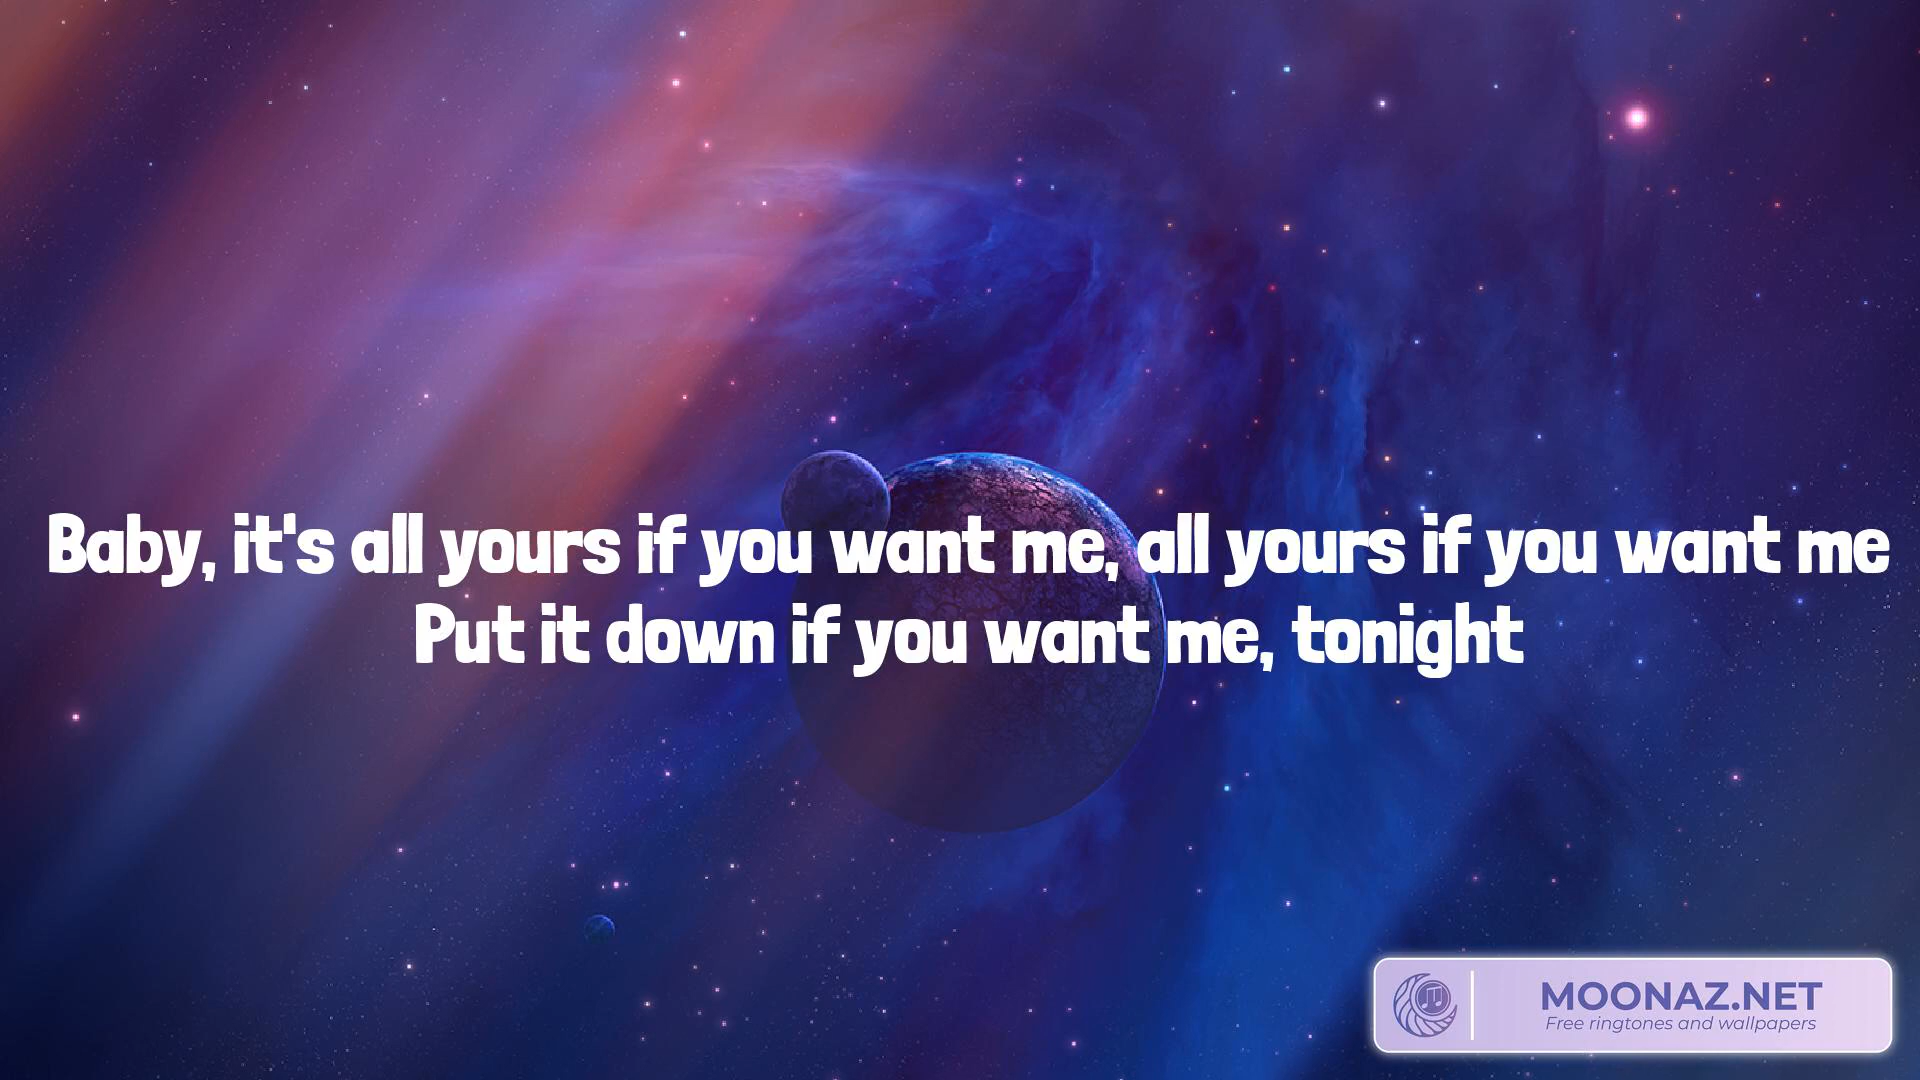 Baby, it's all yours if you want me, all yours if you want me
Put it down if you want me, tonight
MOONAZ.NET
Free ringtones and wallpapers